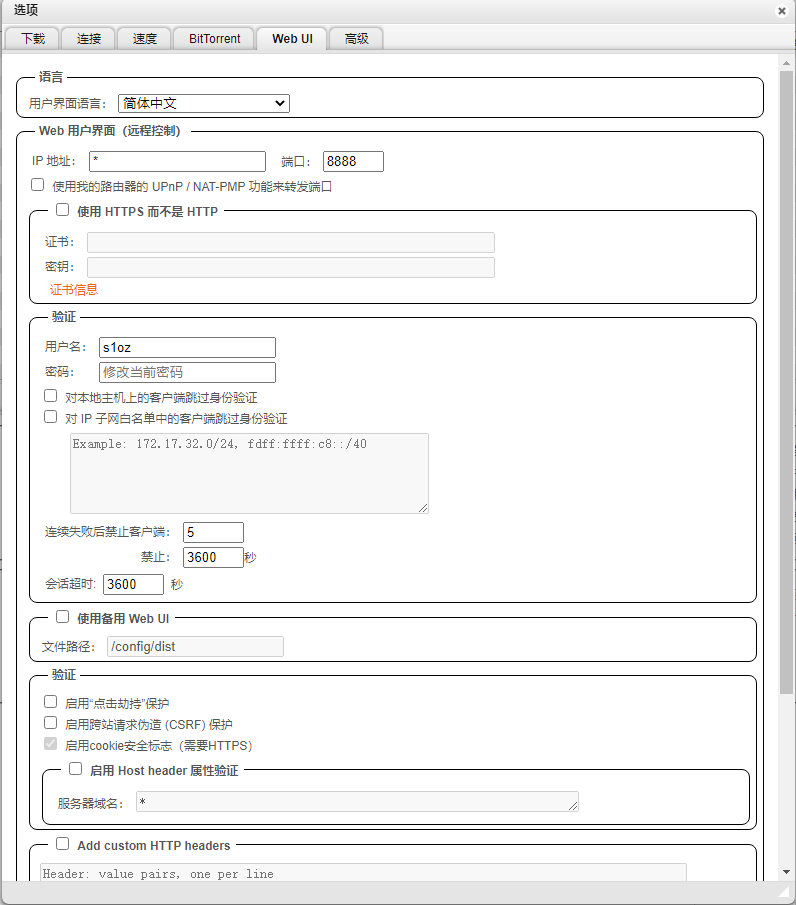 选项
下载 连接 速度 BitTorrent Web UI 高级
语言
用户界面语言： 简体中文
Web 用户界面（远程控制）
IP 地址： * 端口： 8888
使用我的路由器的 UPnP / NAT-PMP 功能来转发端口
使用 HTTPS 而不是 HTTP
证书：
密钥：
证书信息
验证
用户名： s1oz
密码： 修改当前密码
对本地主机上的客户端跳过身份验证
对 IP 子网白名单中的客户端跳过身份验证
Example: 172.17.32.0/24, fdff:ffff:c8::/40
连续失败后禁止客户端： 5
禁止： 3600 秒
会话超时: 3600 秒
使用备用 Web UI
文件路径： /config/dist
验证
启用“点击劫持”保护
启用跨站请求伪造 (CSRF) 保护
启用cookie安全标志（需要HTTPS）
启用 Host header 属性验证
服务器域名： *
Add custom HTTP headers
Header: value pairs, one per line